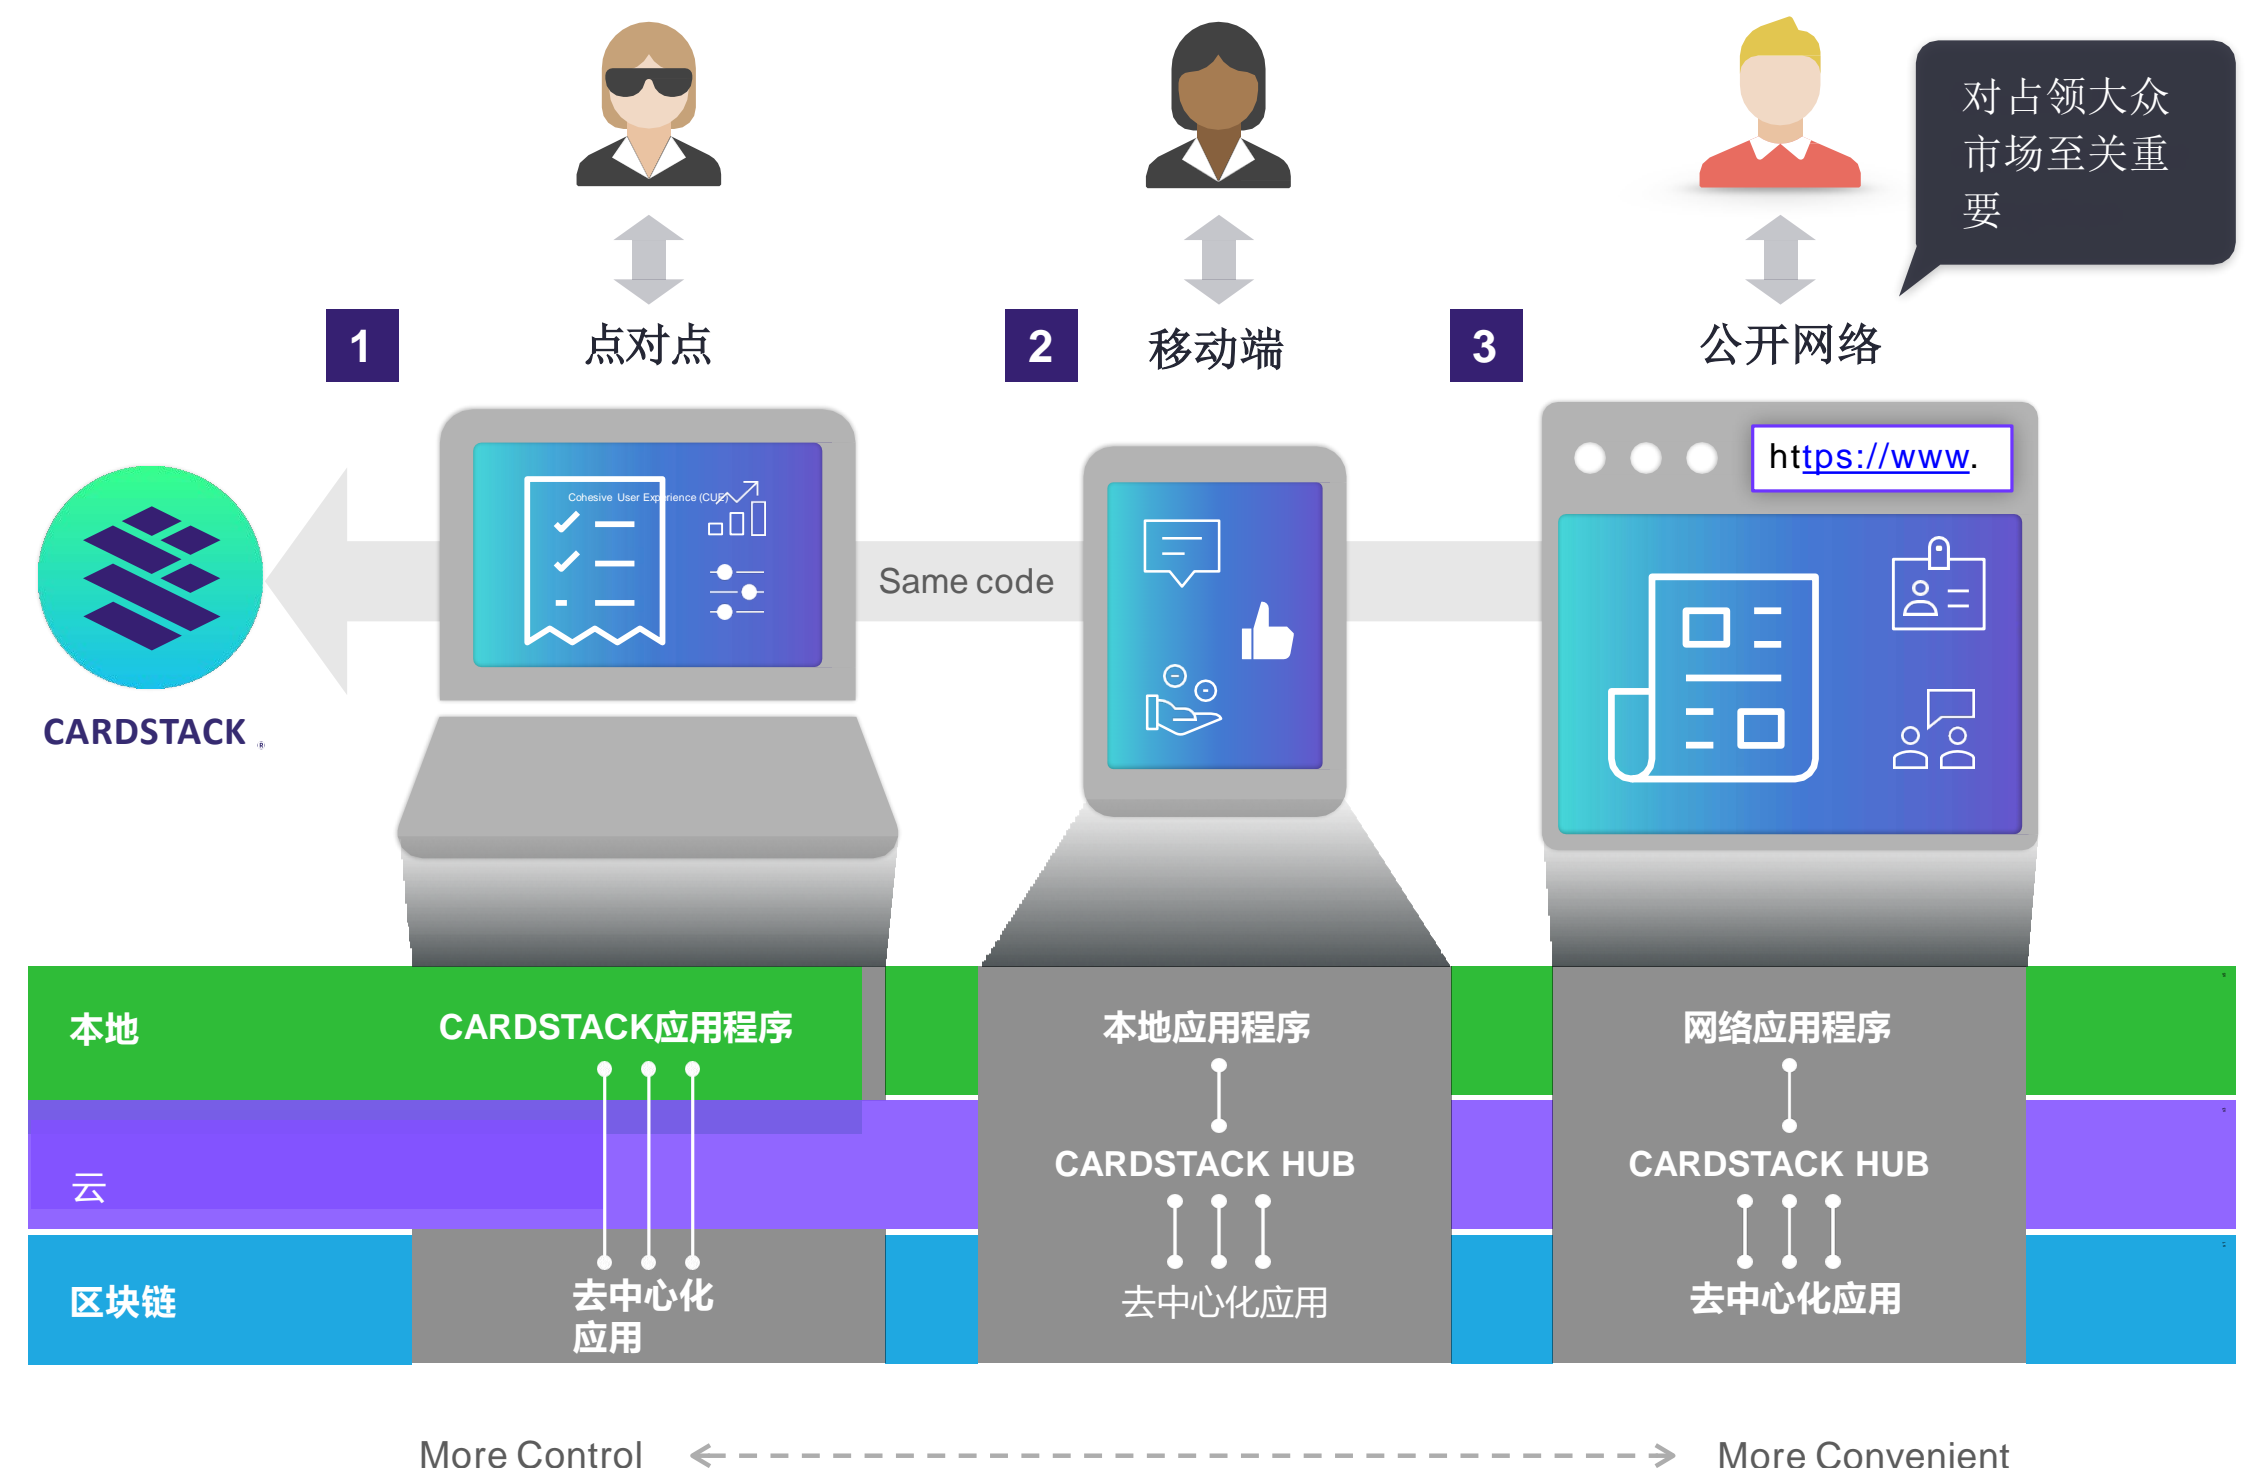 对占领大众
市场至关重
要
1
点对点
2
移动端
3
公开网络
https://www.
Cohesive User Experience (CUE)
Same code
CARDSTACK ®
本地
CARDSTACK应用程序
本地应用程序
网络应用程序
云
CARDSTACK HUB
CARDSTACK HUB
区块链
去中心化
应用
去中心化应用
去中心化应用
More Control
More Convenient